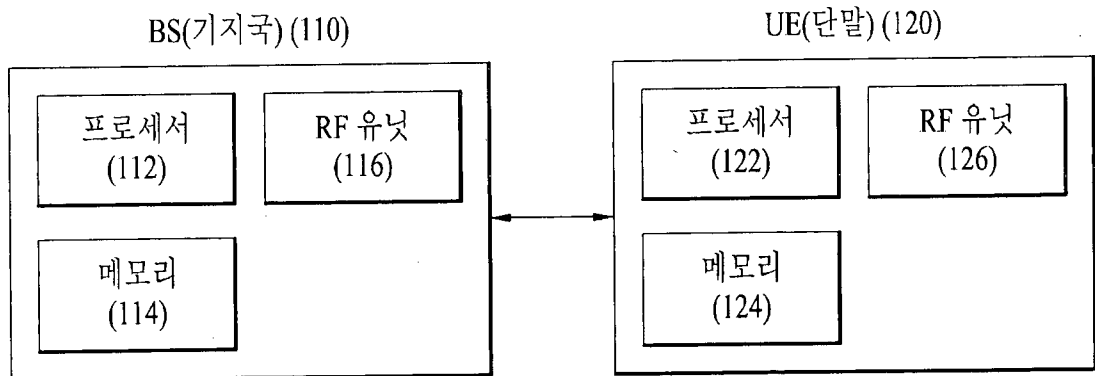 BS(기지국) (110)
프로세서
(112)
RF 유닛
(116)
메모리
(114)
UE(단말) (120)
프로세서
(122)
RF 유닛
(126)
메모리
(124)